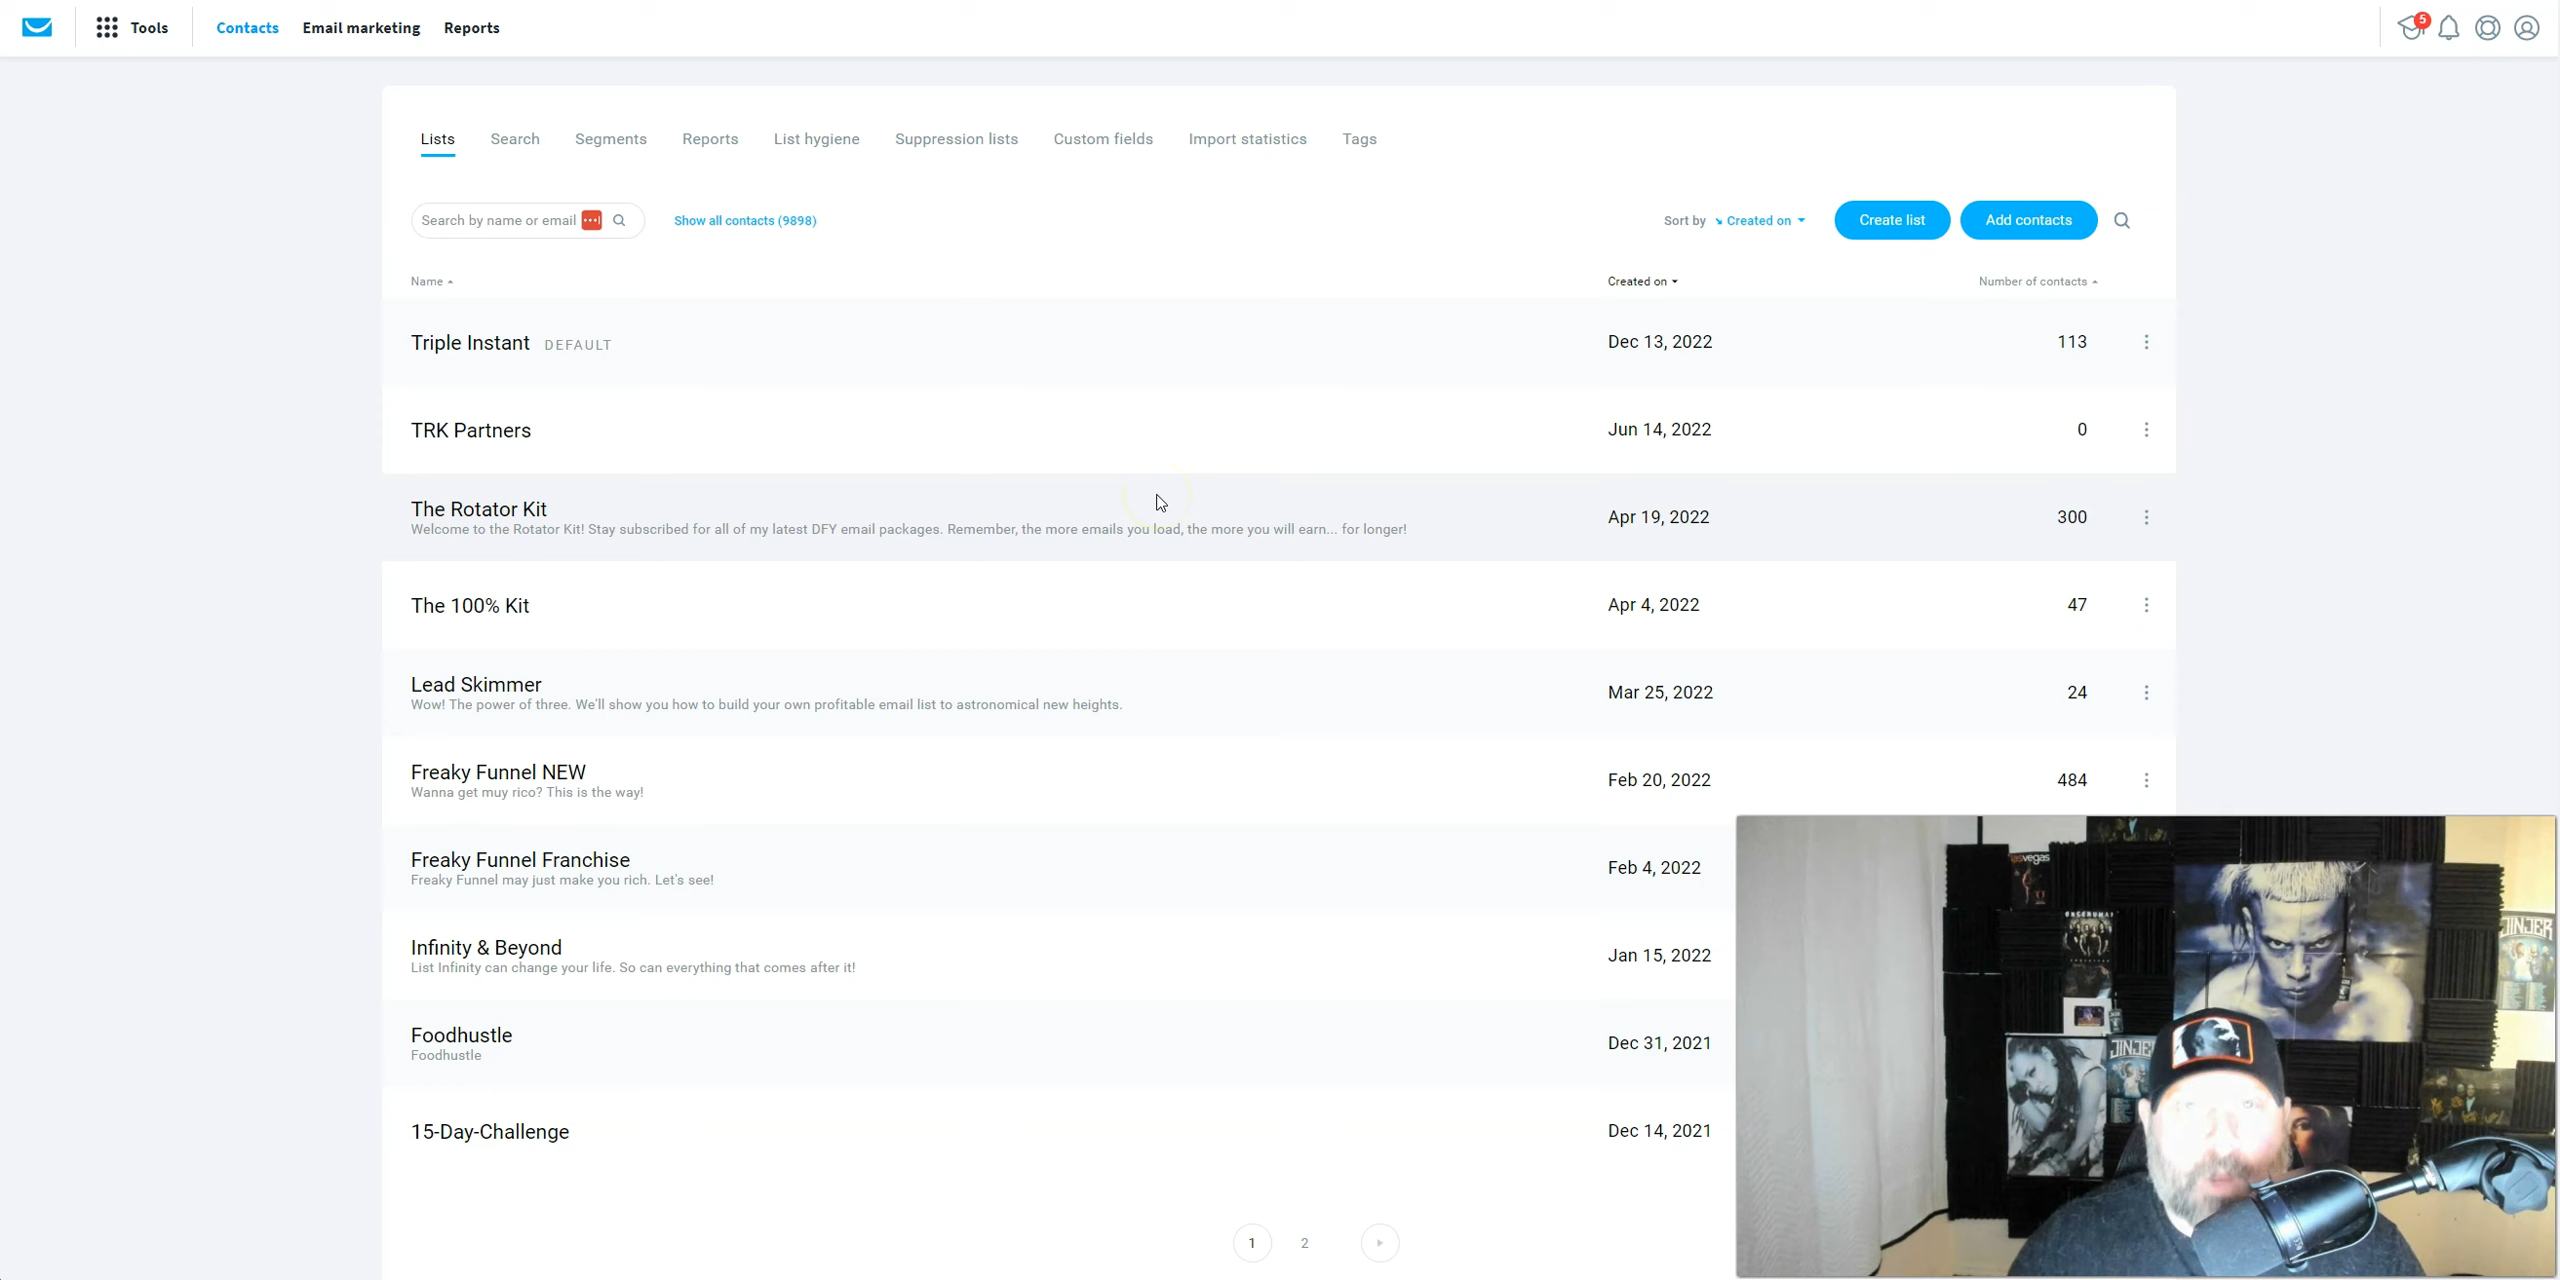 Tools Contacts Email marketing Reports 5
Lists Search Segments Reports List hygiene Suppression lists Custom fields Import statistics Tags
Search by name or email Show all contacts (9898) Sort by Created on Create list Add contacts
Name Created on Number of contacts
Triple Instant DEFAULT Dec 13, 2022 113
TRK Partners Jun 14, 2022 0
The Rotator Kit Apr 19, 2022 300
Welcome to the Rotator Kit! Stay subscribed for all of my latest DFY email packages. Remember, the more emails you load, the more you will earn... for longer!
The 100% Kit Apr 4, 2022 47
Lead Skimmer Mar 25, 2022 24
Wow! The power of three. We'll show you how to build your own profitable email list to astronomical new heights.
Freaky Funnel NEW Feb 20, 2022 484
Wanna get muy rico? This is the way!
Freaky Funnel Franchise Feb 4, 2022
Freaky Funnel may just make you rich. Let's see!
Infinity & Beyond Jan 15, 2022
List Infinity can change your life. So can everything that comes after it!
Foodhustle Dec 31, 2021
Foodhustle
15-Day-Challenge Dec 14, 2021
1 2
JINJER